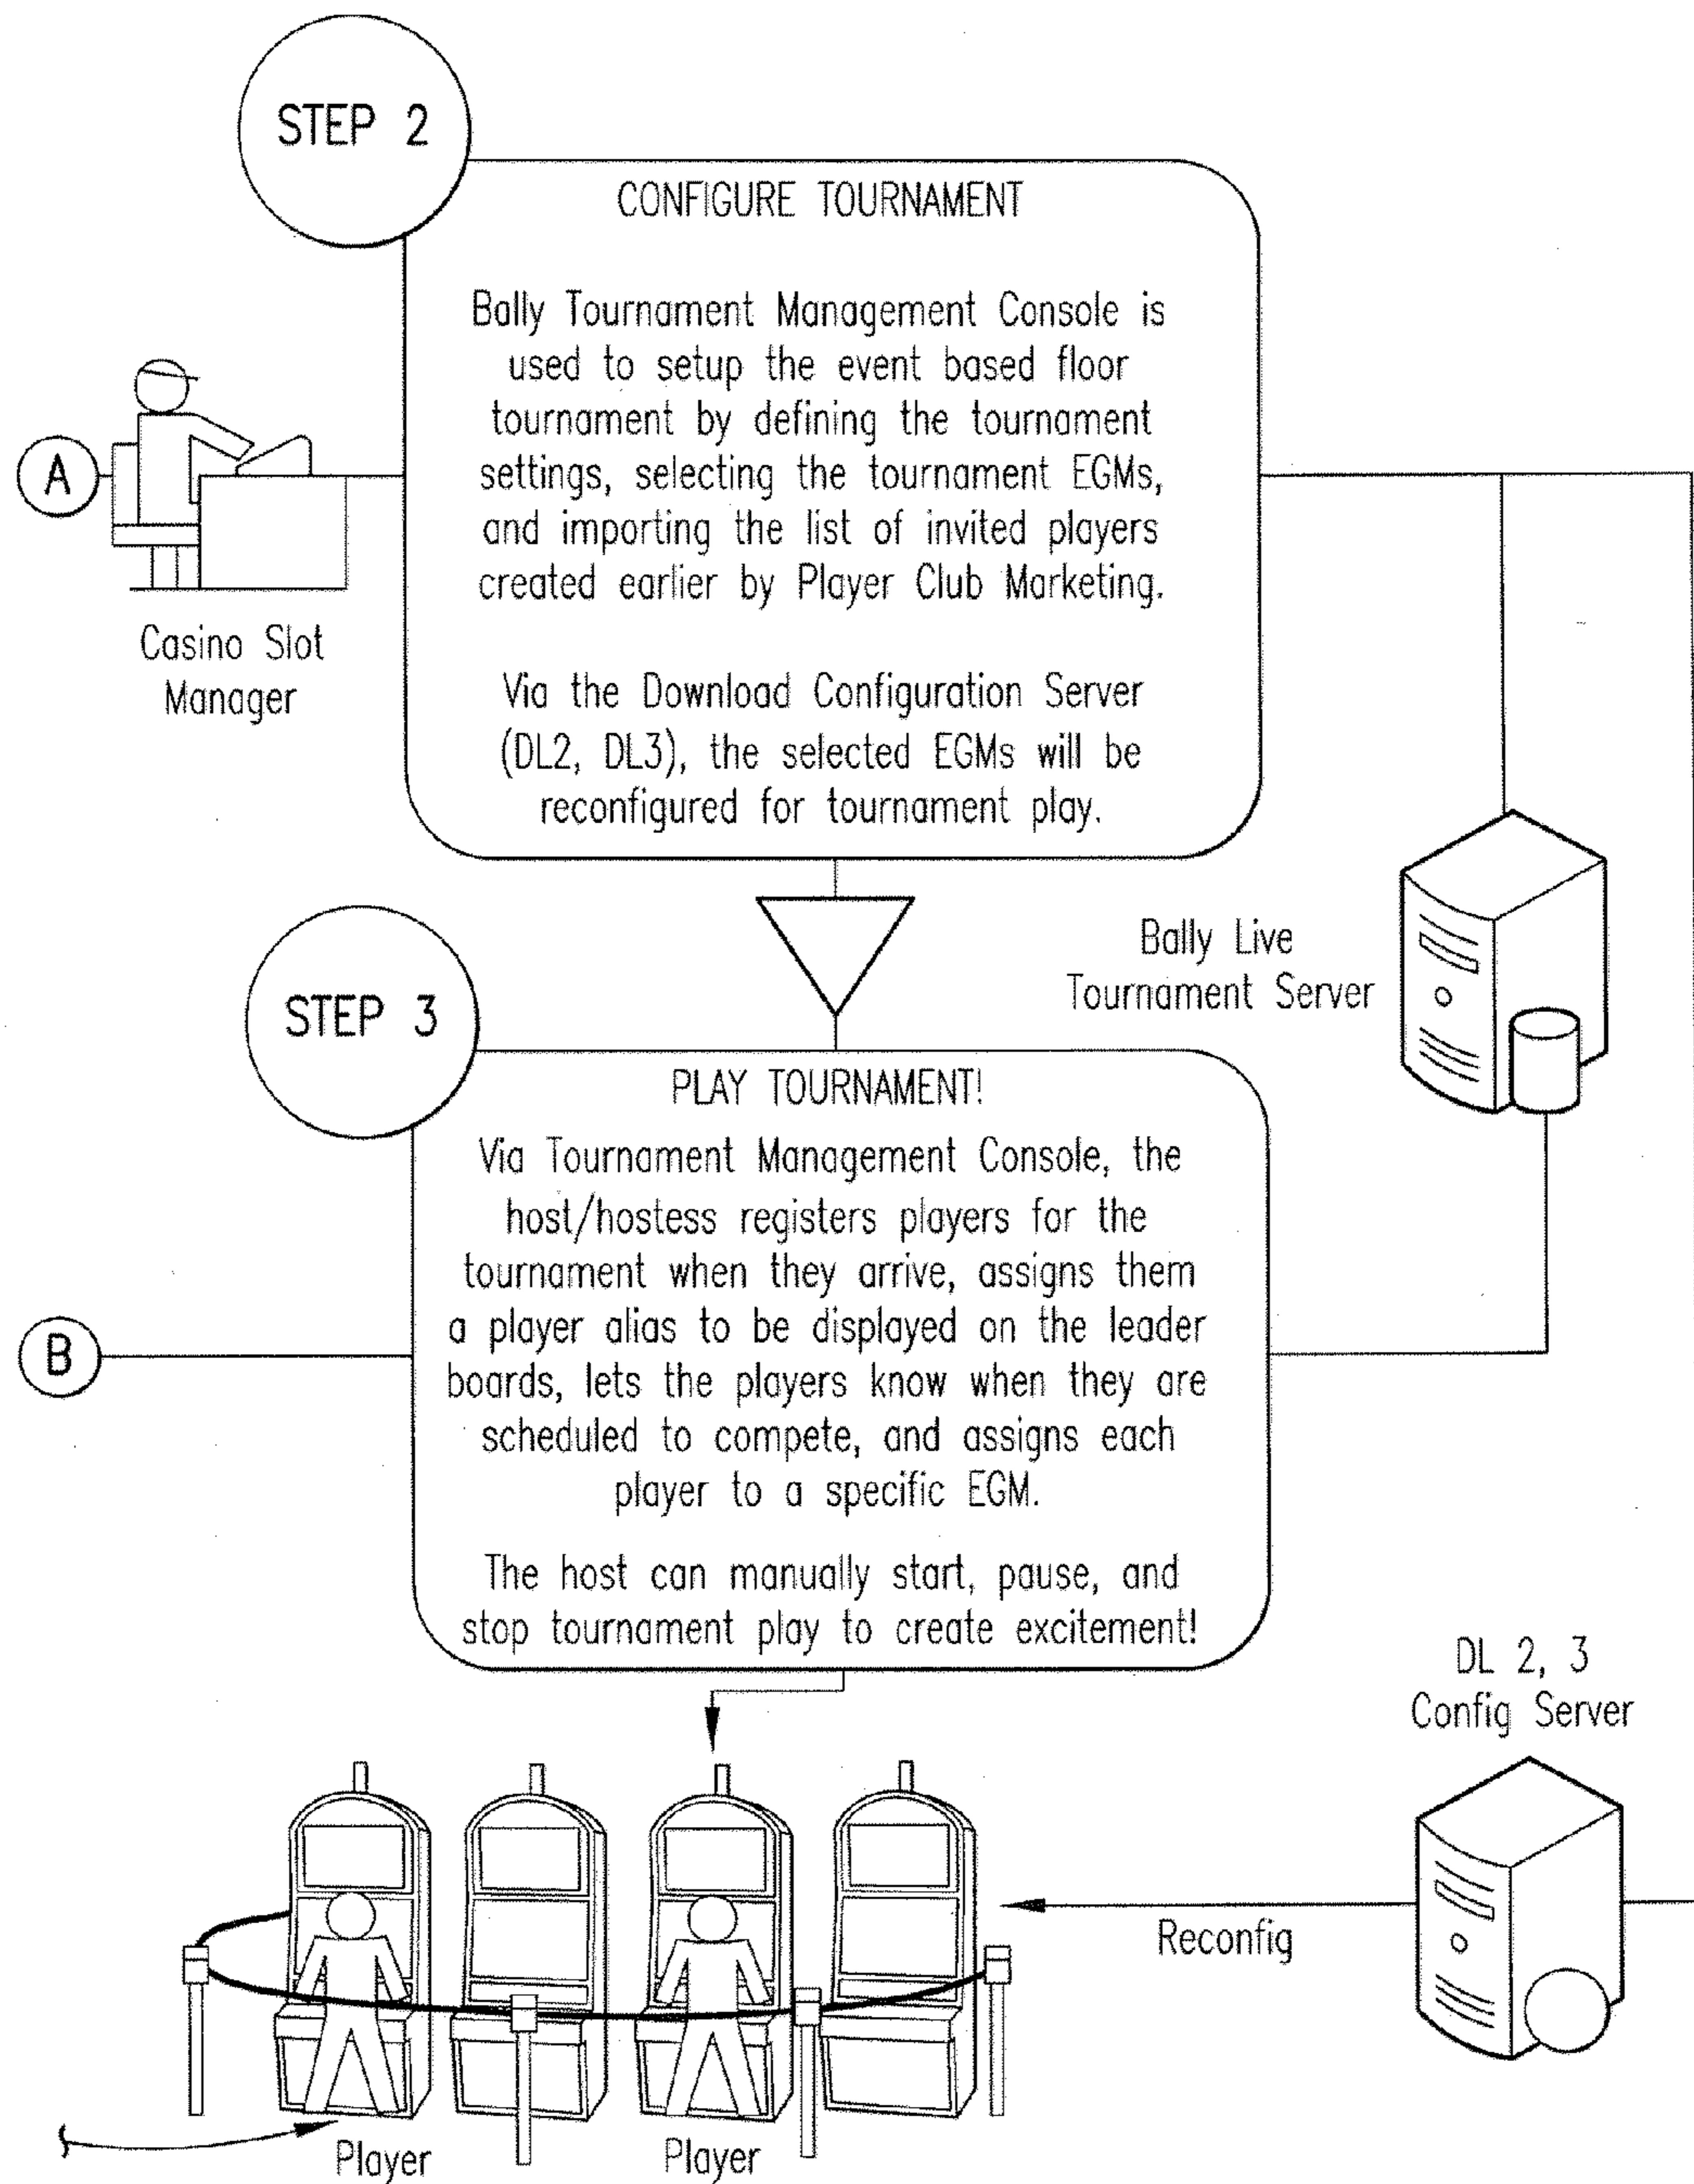 STEP 2
CONFIGURE TOURNAMENT
Bally Tournament Management Console is
used to setup the event based floor
tournament by defining the tournament
settings, selecting the tournament EGMs,
and importing the list of invited players
created earlier by Player Club Marketing.
Via the Download Configuration Server
(DL2, DL3), the selected EGMs will be
reconfigured for tournament play.
A
Casino Slot
Manager
Bally Live
Tournament Server
STEP 3
PLAY TOURNAMENT!
Via Tournament Management Console, the
host/hostess registers players for the
tournament when they arrive, assigns them
a player alias to be displayed on the leader
boards, lets the players know when they are
scheduled to compete, and assigns each
player to a specific EGM.
The host can manually start, pause, and
stop tournament play to create excitement!
B
DL 2, 3
Config Server
Reconfig
Player
Player